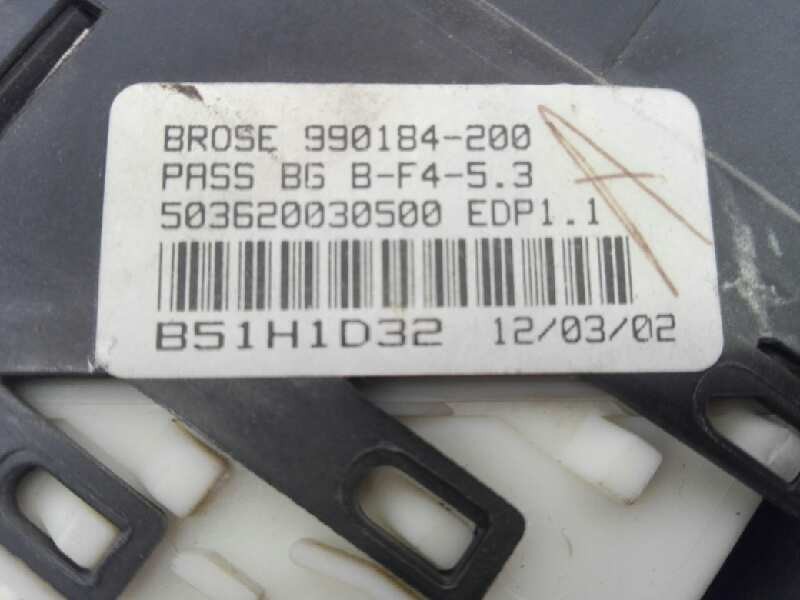 BROSE 990184-200
PASS BG B-F4-5.3
503620030500 EDP1.1
B51H1D32 12/03/02
A